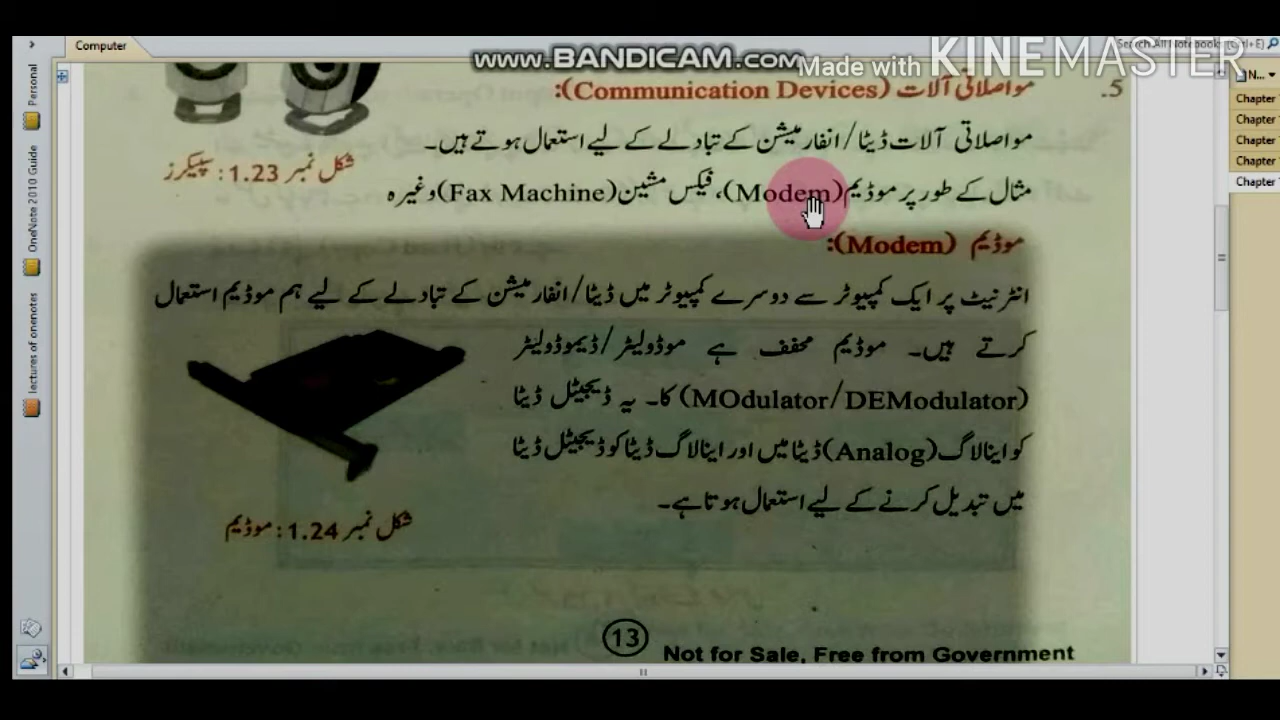 Computer
Search All Notebooks (Ctrl+E)
WWW.BANDICAM.COM
Made with KINEMASTER
Personal
OneNote 2010 Guide
lectures of onenotes
N...
Chapter
Chapter
Chapter
Chapter
Chapter
5. مواصلاتی آلات (Communication Devices):
مواصلاتی آلات ڈیٹا/انفارمیشن کے تبادلے کے لیے استعمال ہوتے ہیں۔
شکل نمبر 1.23: سپیکرز
مثال کے طور پر موڈیم (Modem)، فیکس مشین (Fax Machine) وغیرہ
موڈیم (Modem):
انٹرنیٹ پر ایک کمپیوٹر سے دوسرے کمپیوٹر میں ڈیٹا/انفارمیشن کے تبادلے کے لیے ہم موڈیم استعمال
کرتے ہیں۔ موڈیم مخفف ہے موڈولیٹر/ڈیموڈولیٹر
(MOdulator/DEModulator) کا۔ یہ ڈیجیٹل ڈیٹا
کو اینالاگ (Analog) ڈیٹا میں اور اینالاگ ڈیٹا کو ڈیجیٹل ڈیٹا
میں تبدیل کرنے کے لیے استعمال ہوتا ہے۔
شکل نمبر 1.24: موڈیم
13
Not for Sale, Free from Government